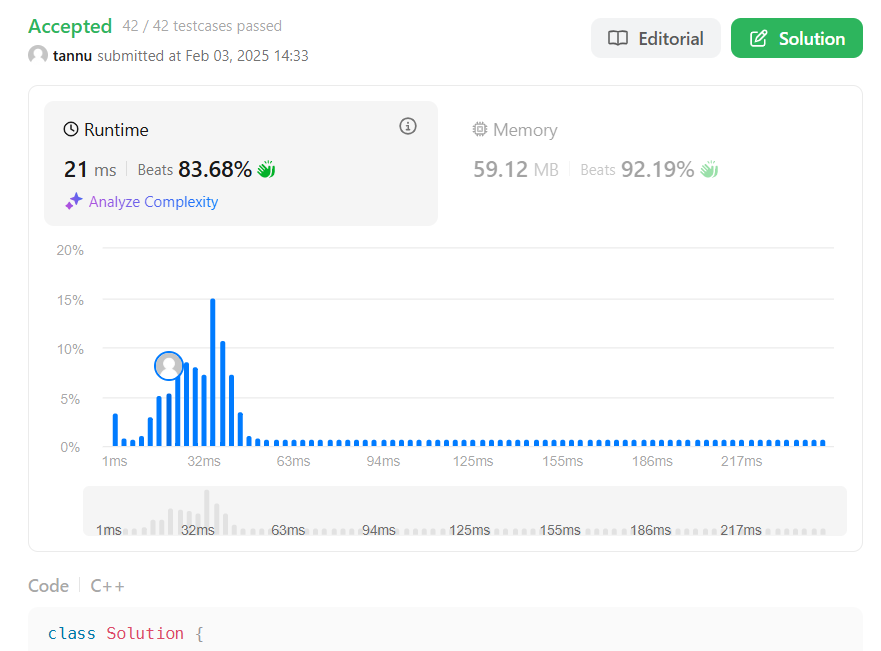 Accepted 42 / 42 testcases passed
tannu submitted at Feb 03, 2025 14:33
Editorial
Solution
Runtime
21 ms Beats 83.68%
Analyze Complexity
Memory
59.12 MB Beats 92.19%
20%
15%
10%
5%
0%
1ms 32ms 63ms 94ms 125ms 155ms 186ms 217ms
1ms 32ms 63ms 94ms 125ms 155ms 186ms 217ms
Code C++
class Solution {